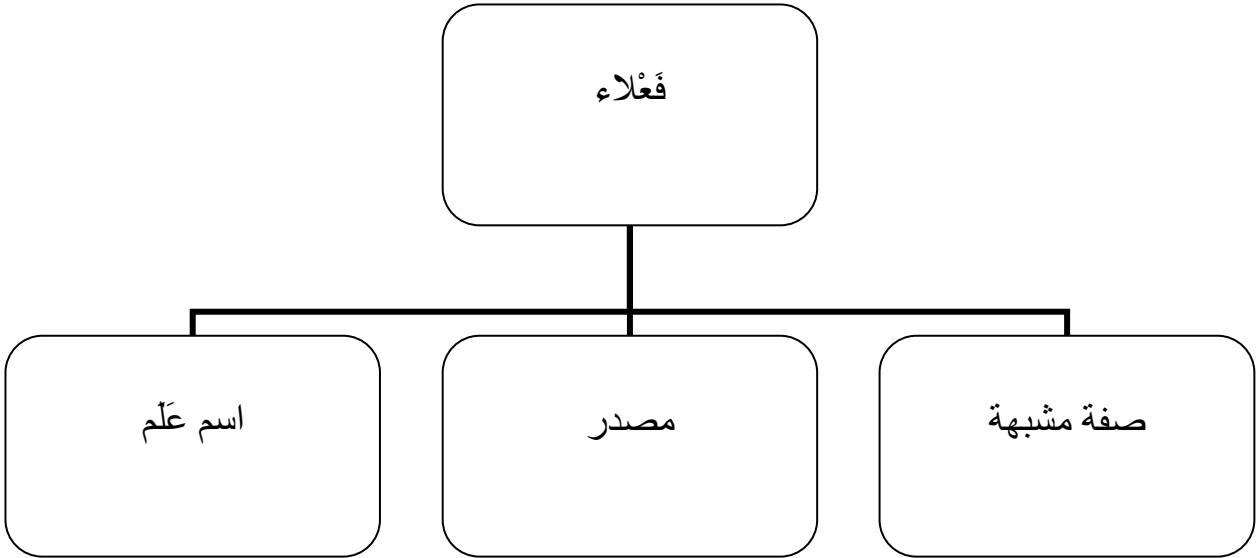 فَعْلاء
صفة مشبهة
مصدر
اسم عَلّم